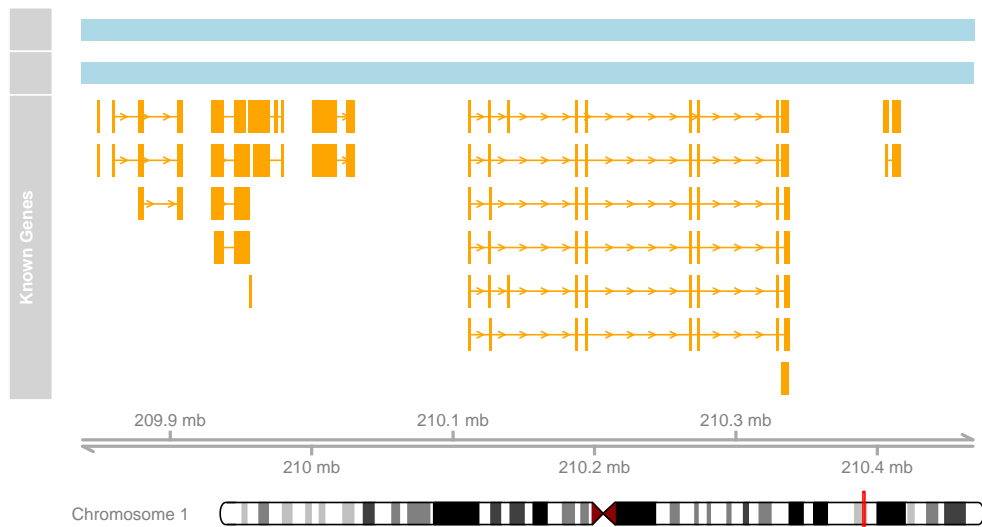 Known Genes
209.9 mb
210.1 mb
210.3 mb
210 mb
210.2 mb
210.4 mb
Chromosome 1